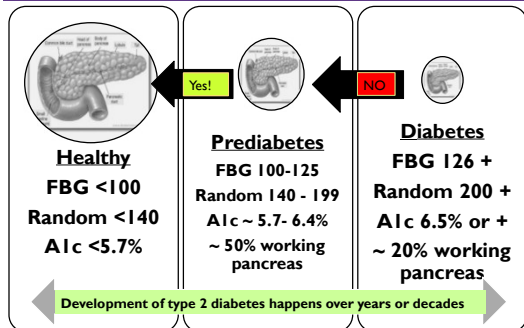 Yes!
NO
Healthy
FBG <100
Random <140
A1c <5.7%
Prediabetes
FBG 100-125
Random 140 - 199
A1c ~ 5.7- 6.4%
~ 50% working
pancreas
Diabetes
FBG 126 +
Random 200 +
A1c 6.5% or +
~ 20% working
pancreas
Development of type 2 diabetes happens over years or decades